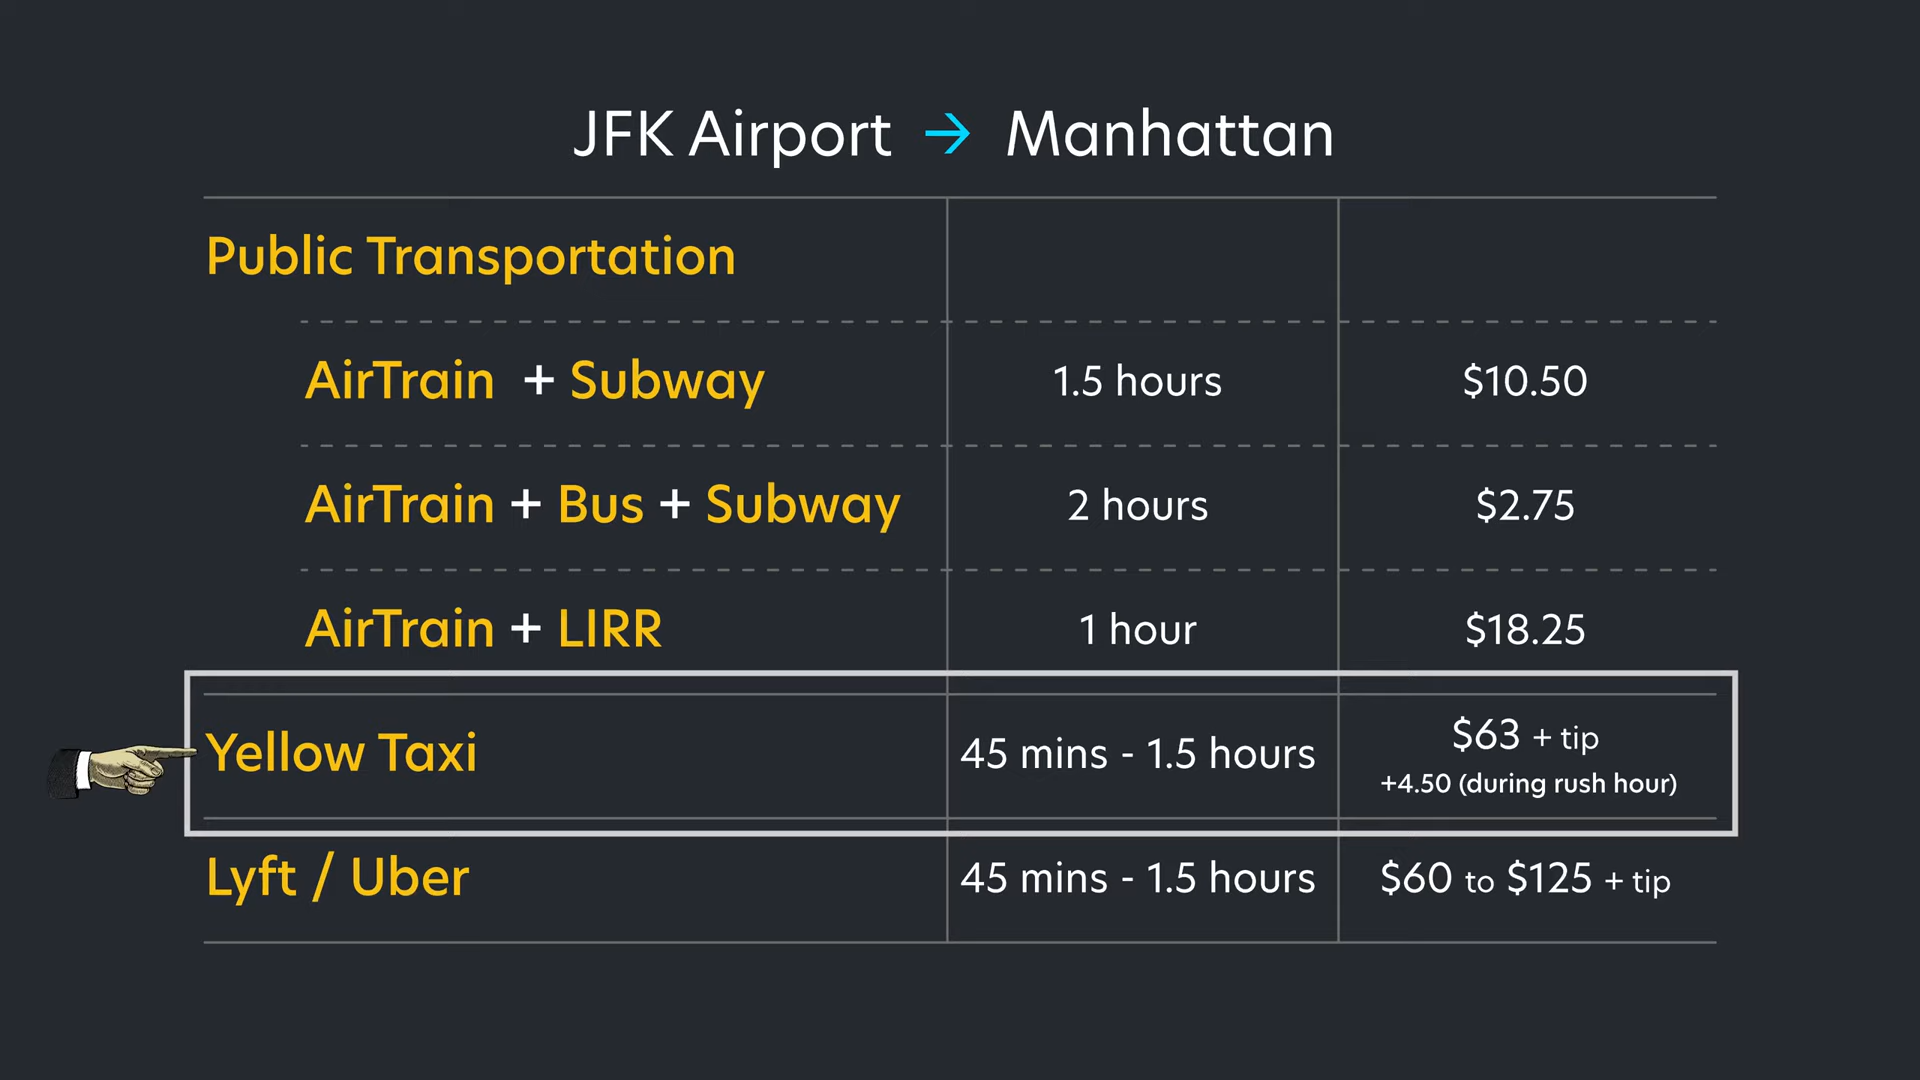 JFK Airport → Manhattan
Public Transportation
AirTrain + Subway 1.5 hours $10.50
AirTrain + Bus + Subway 2 hours $2.75
AirTrain + LIRR 1 hour $18.25
Yellow Taxi 45 mins - 1.5 hours $63 + tip
+4.50 (during rush hour)
Lyft / Uber 45 mins - 1.5 hours $60 to $125 + tip